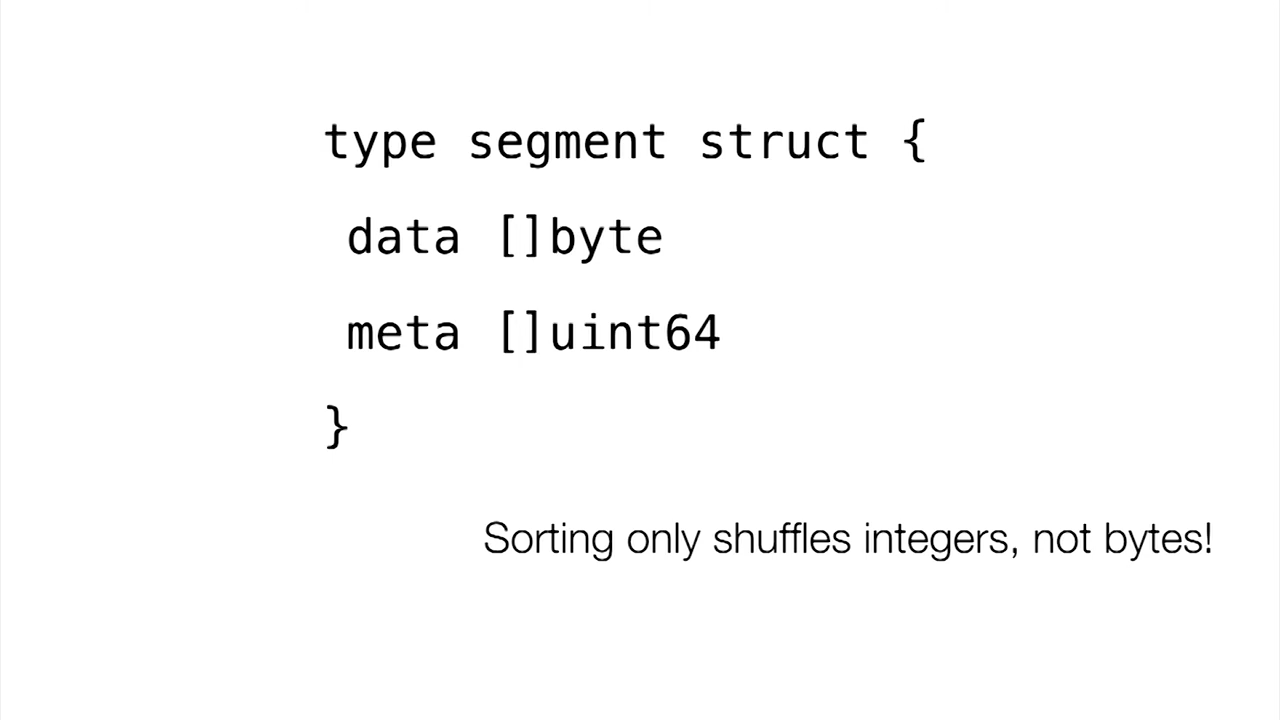 type segment struct {
data []byte
meta []uint64
}
Sorting only shuffles integers, not bytes!